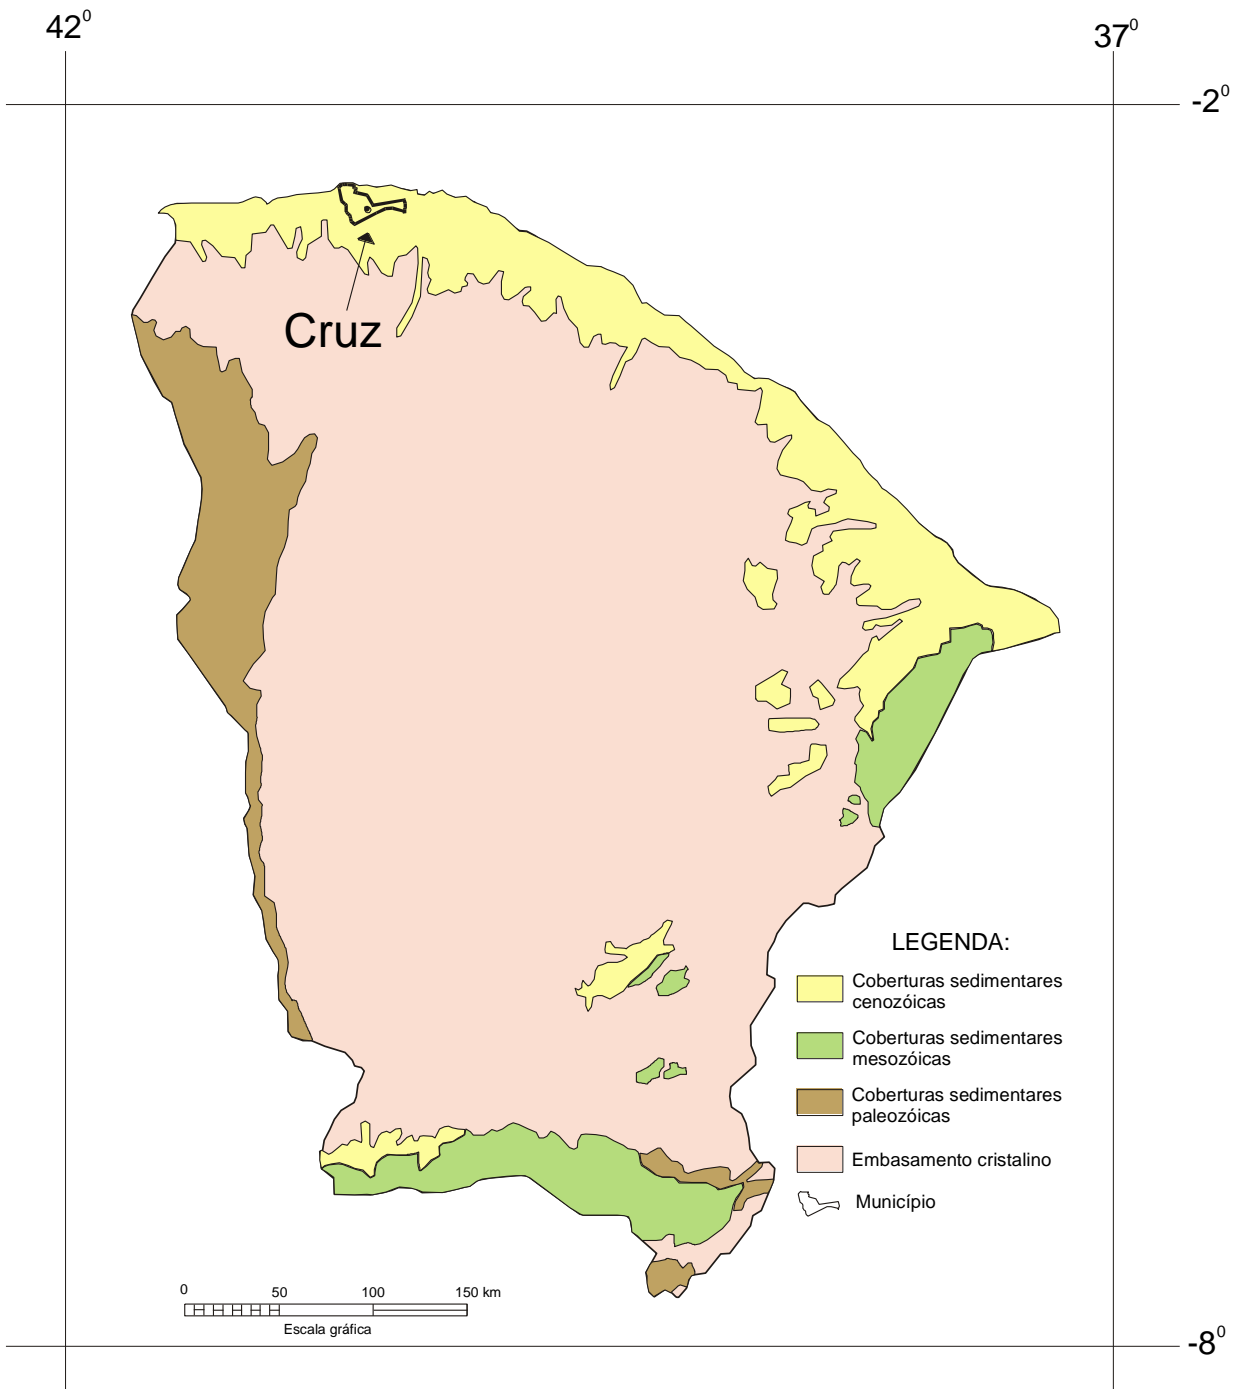 42⁰
37⁰
-2⁰
Cruz
LEGENDA:
Coberturas sedimentares
cenozóicas
Coberturas sedimentares
mesozóicas
Coberturas sedimentares
paleozóicas
Embasamento cristalino
Município
0 50 100 150 km
Escala gráfica
-8⁰